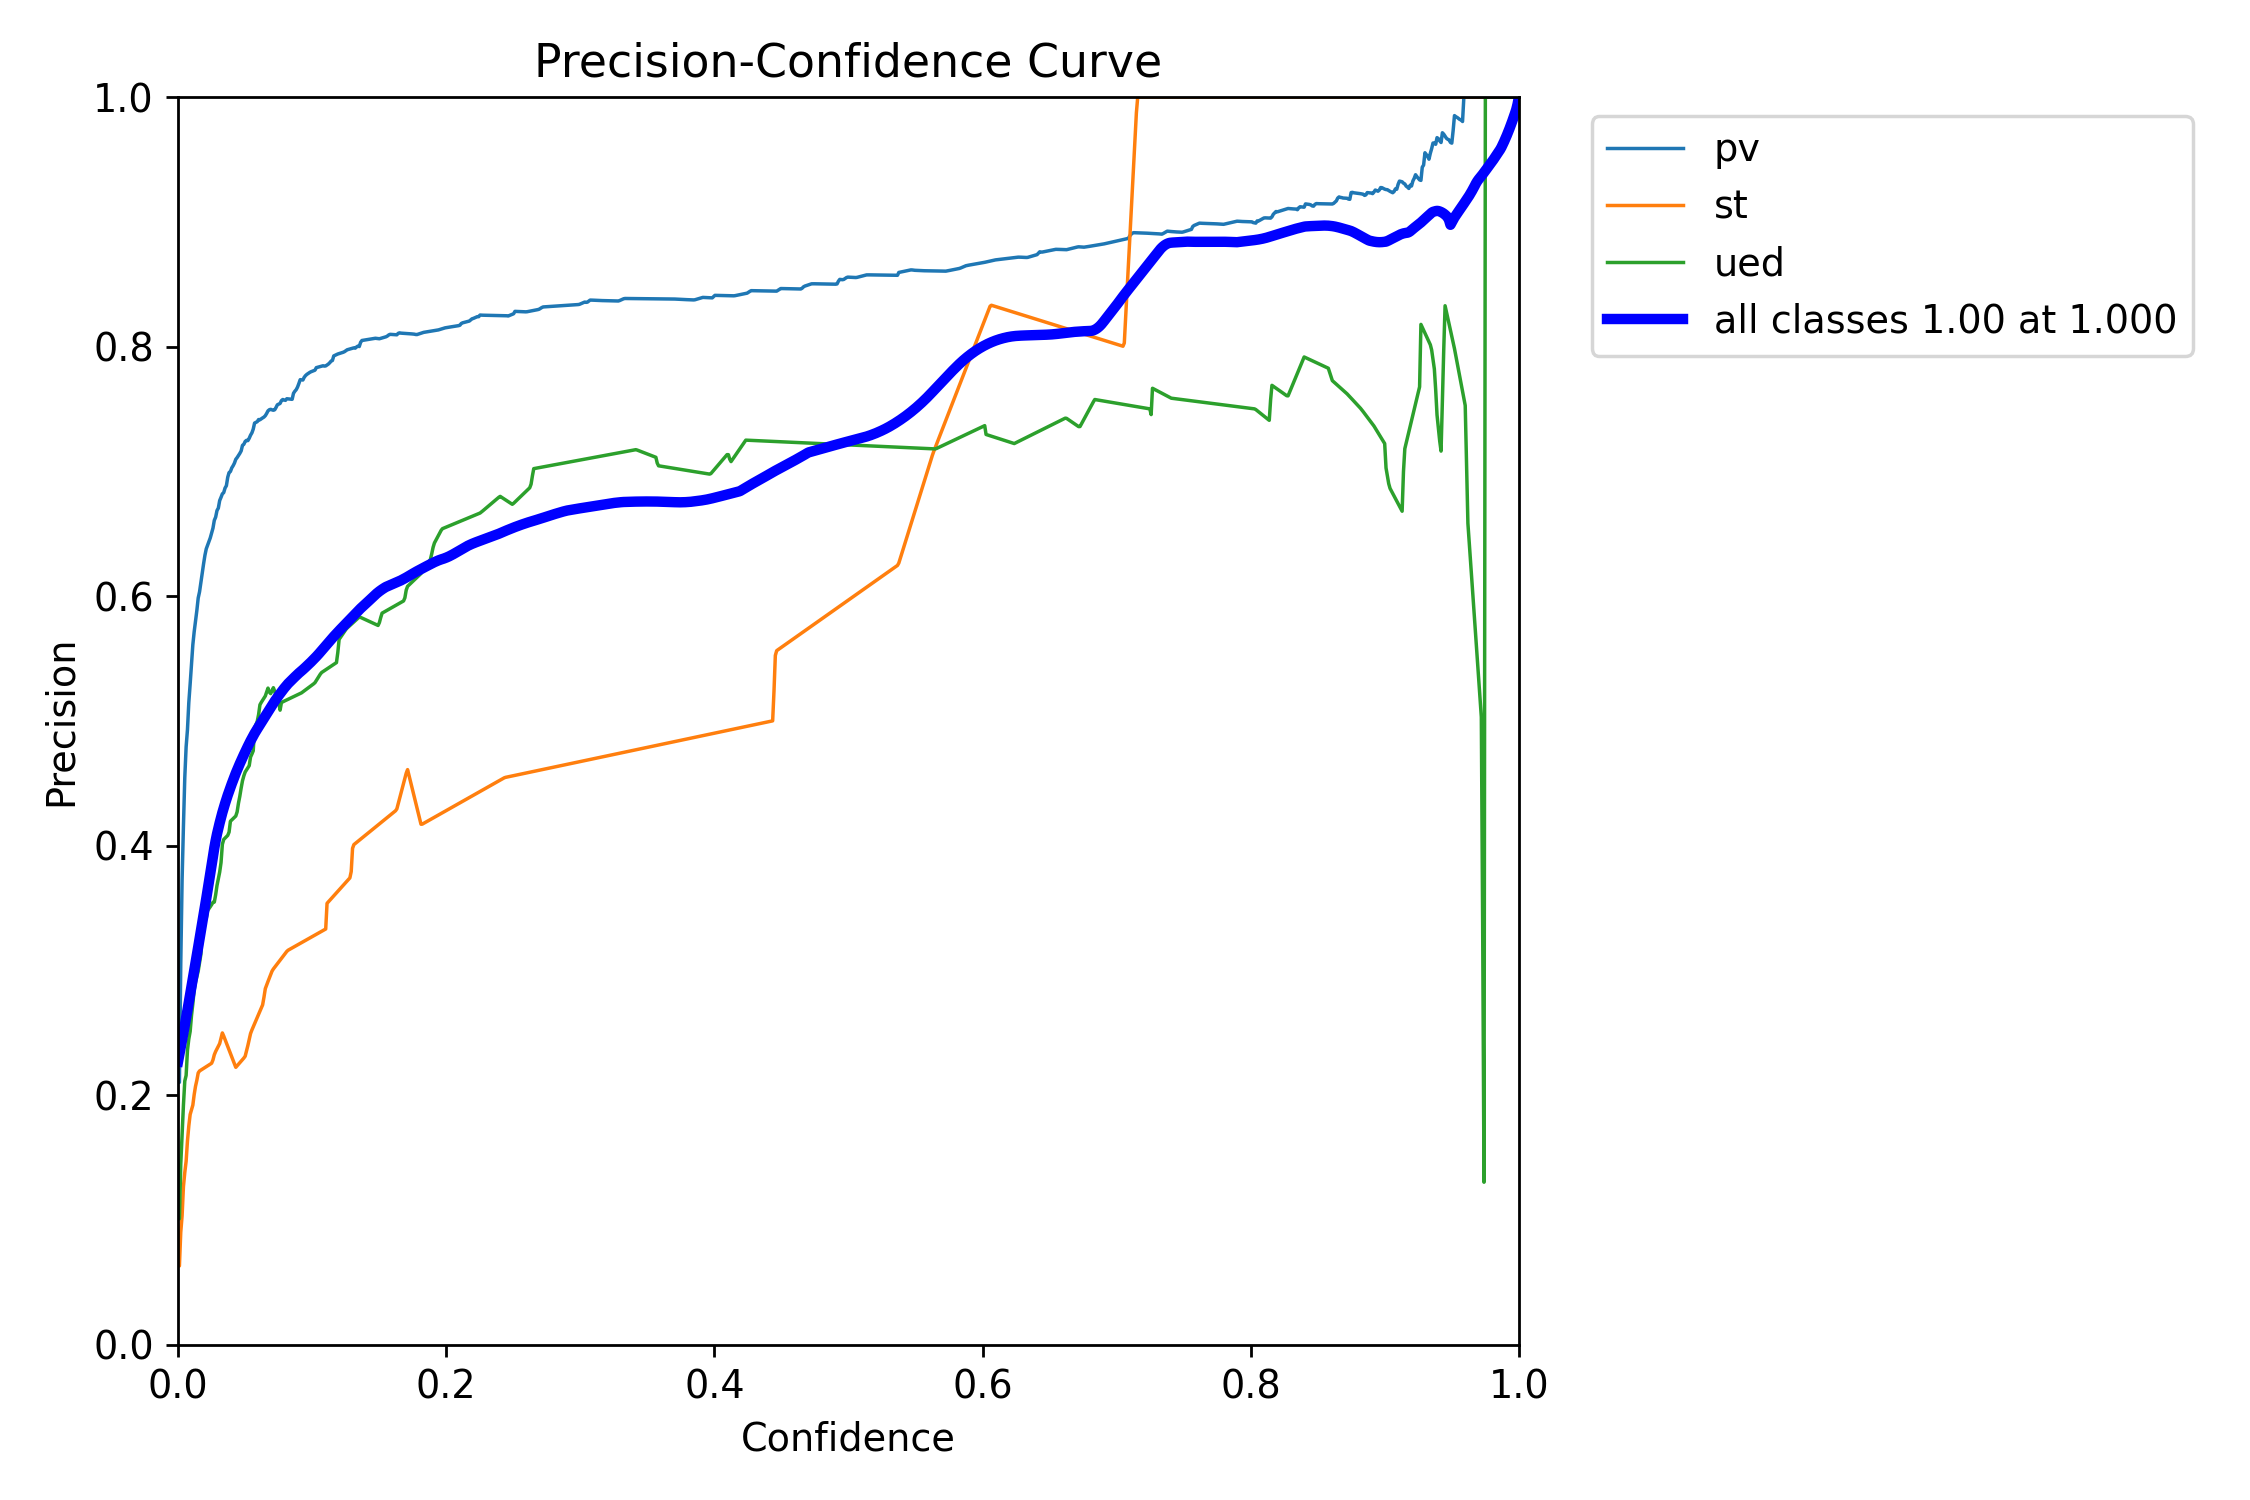 Precision-Confidence Curve
1.0
0.8
0.6
0.4
0.2
0.0
Precision
0.0 0.2 0.4 0.6 0.8 1.0
Confidence
pv
st
ued
all classes 1.00 at 1.000